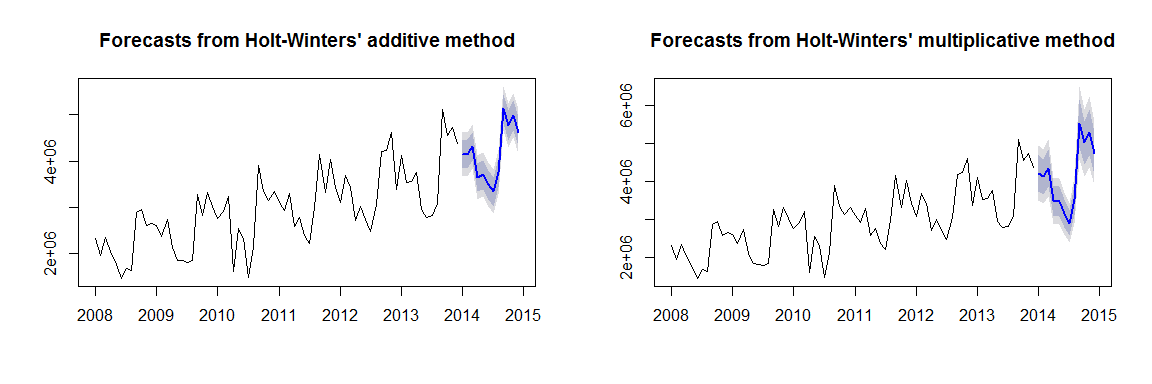 Forecasts from Holt-Winters' additive method
4e+06
2e+06
2008 2009 2010 2011 2012 2013 2014 2015
Forecasts from Holt-Winters' multiplicative method
6e+06
4e+06
2e+06
2008 2009 2010 2011 2012 2013 2014 2015